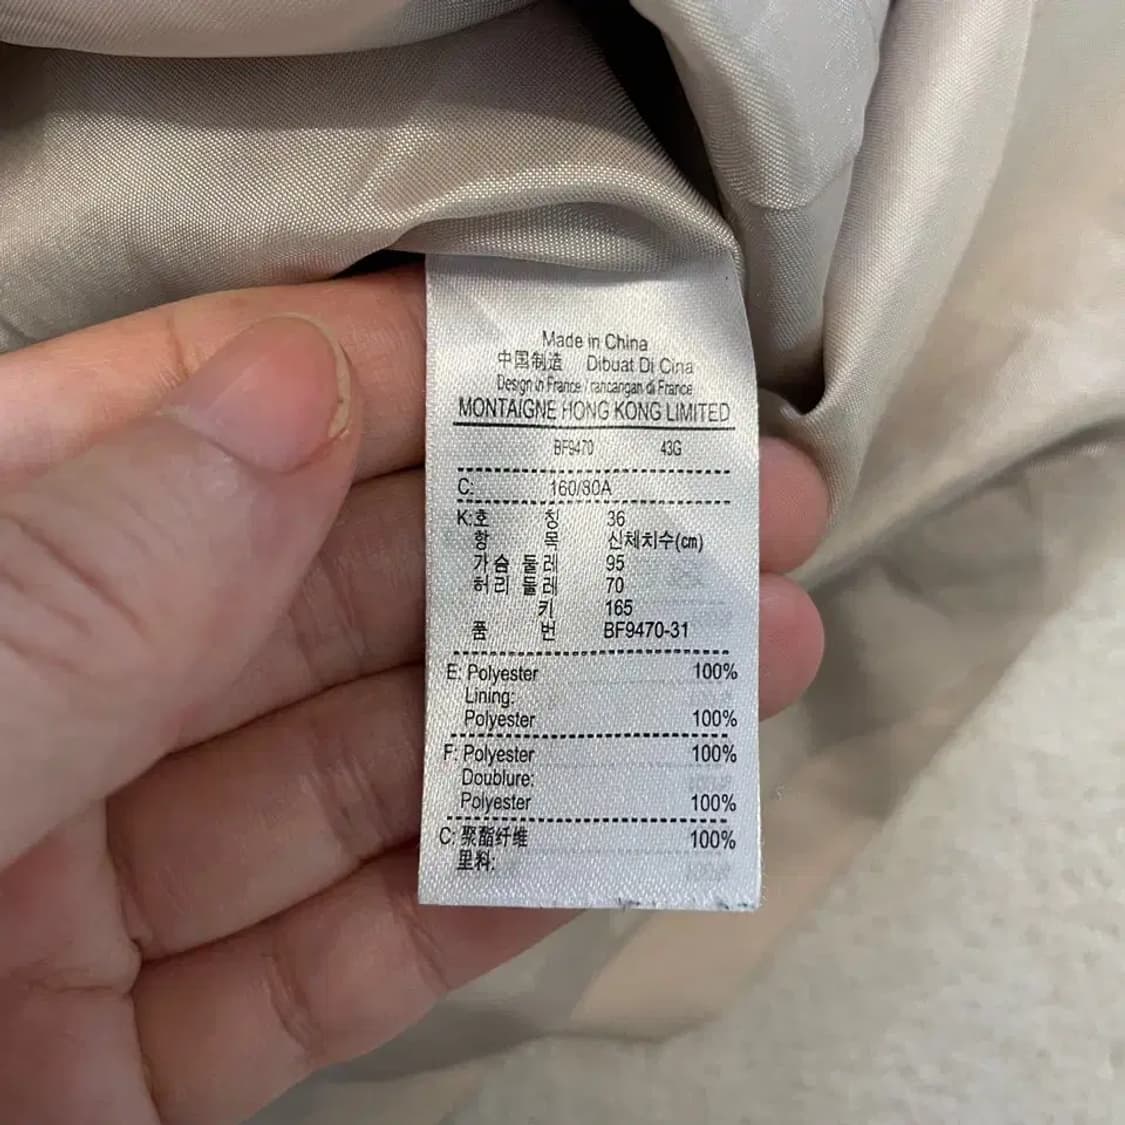 Made in China
中国制造 Dibuat Di Cina
Design in France / rancangan di France
MONTAIGNE HONG KONG LIMITED
BF9470 43G
C: 160/80A
K:호 칭 36
항 목 신체치수(㎝)
가슴 둘레 95
허리 둘레 70
키 165
품 번 BF9470-31
E: Polyester 100%
Lining:
Polyester 100%
F: Polyester 100%
Doublure:
Polyester 100%
C: 聚酯纤维 100%
里料: